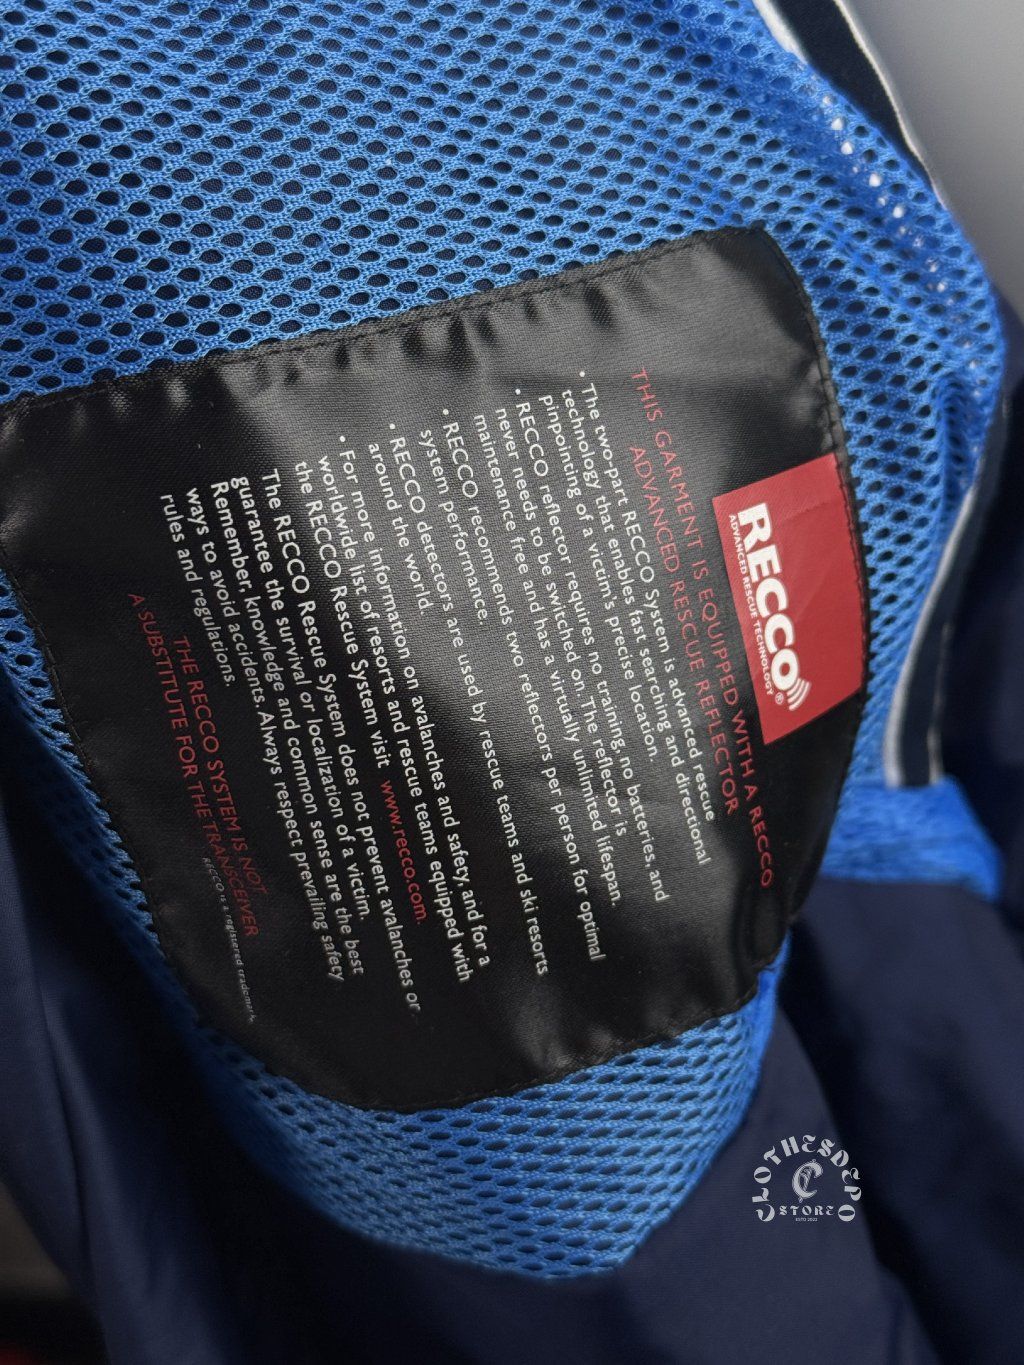 RECCO
ADVANCED RESCUE TECHNOLOGY®
THIS GARMENT IS EQUIPPED WITH A RECCO
ADVANCED RESCUE REFLECTOR
• The two-part RECCO System is advanced rescue
technology that enables fast searching and directional
pinpointing of a victim's precise location.
• RECCO reflector requires no training, no batteries, and
never needs to be switched on. The reflector is
maintenance free and has a virtually unlimited lifespan.
• RECCO recommends two reflectors per person for optimal
system performance.
• RECCO detectors are used by rescue teams and ski resorts
around the world.
• For more information on avalanches and safety, and for a
worldwide list of resorts and rescue teams equipped with
the RECCO Rescue System visit www.recco.com.
The RECCO Rescue System does not prevent avalanches or
guarantee the survival or localization of a victim.
Remember, knowledge and common sense are the best
ways to avoid accidents. Always respect prevailing safety
rules and regulations.
THE RECCO SYSTEM IS NOT
A SUBSTITUTE FOR THE TRANSCEIVER
RECCO is a registered trademark
CLOTHESDEPO
STORE
ESTD 2022